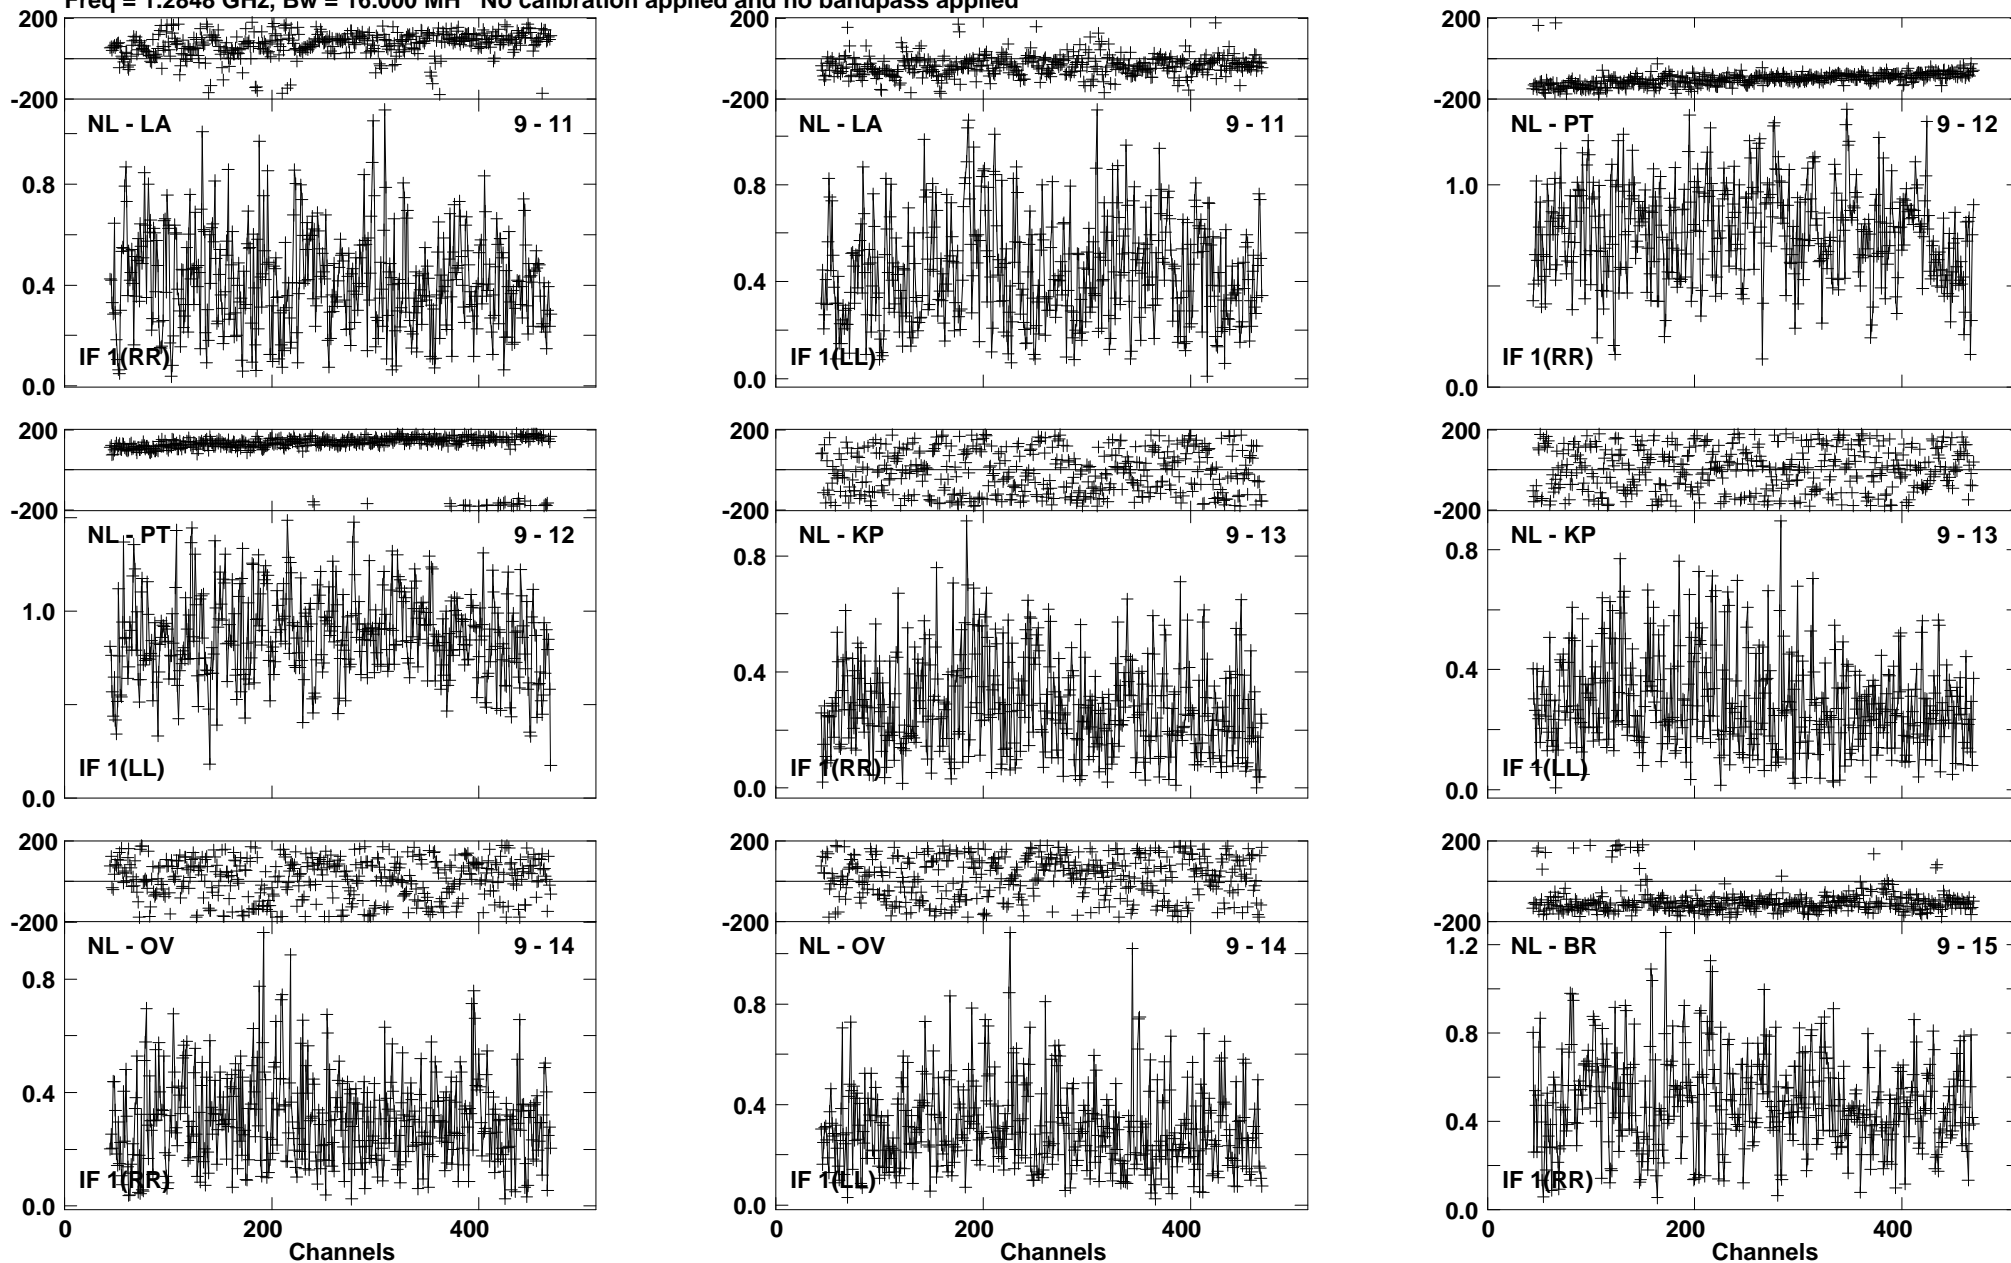 Freq = 1.2848 GHz, Bw = 16.000 MH No calibration applied and no bandpass applied
200
-200
NL - LA 9 - 11
0.8
0.4
IF 1(RR)
0.0
200
-200
NL - LA 9 - 11
0.8
0.4
IF 1(LL)
0.0
200
-200
NL - PT 9 - 12
1.0
IF 1(RR)
0.0
200
-200
NL - PT 9 - 12
1.0
IF 1(LL)
0.0
200
-200
NL - KP 9 - 13
0.8
0.4
IF 1(RR)
0.0
200
-200
NL - KP 9 - 13
0.8
0.4
IF 1(LL)
0.0
200
-200
NL - OV 9 - 14
0.8
0.4
IF 1(RR)
0.0
0 200 400
Channels
200
-200
NL - OV 9 - 14
0.8
0.4
IF 1(LL)
0.0
200 400
200
-200
NL - BR 9 - 15
1.2
0.8
0.4
IF 1(RR)
0.0
0 200 400
Channels